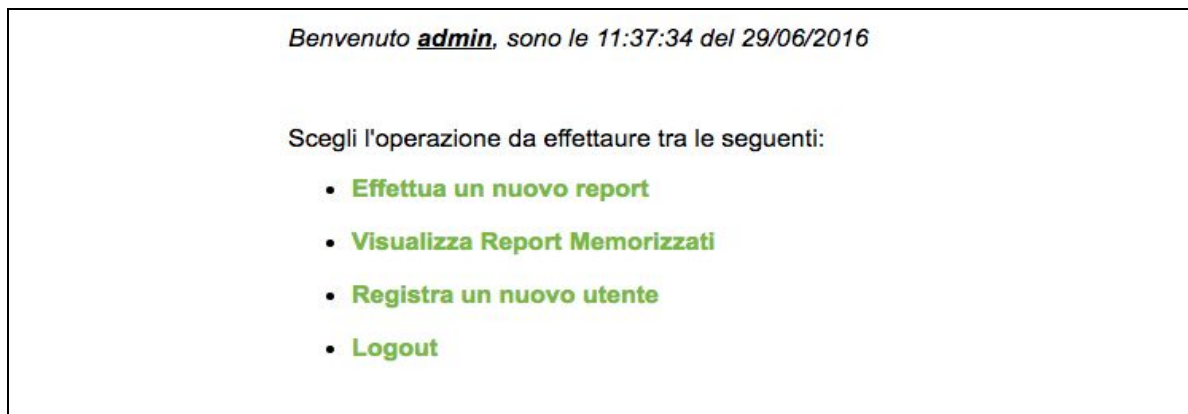 Benvenuto admin, sono le 11:37:34 del 29/06/2016
Scegli l'operazione da effettaure tra le seguenti:
• Effettua un nuovo report
• Visualizza Report Memorizzati
• Registra un nuovo utente
• Logout